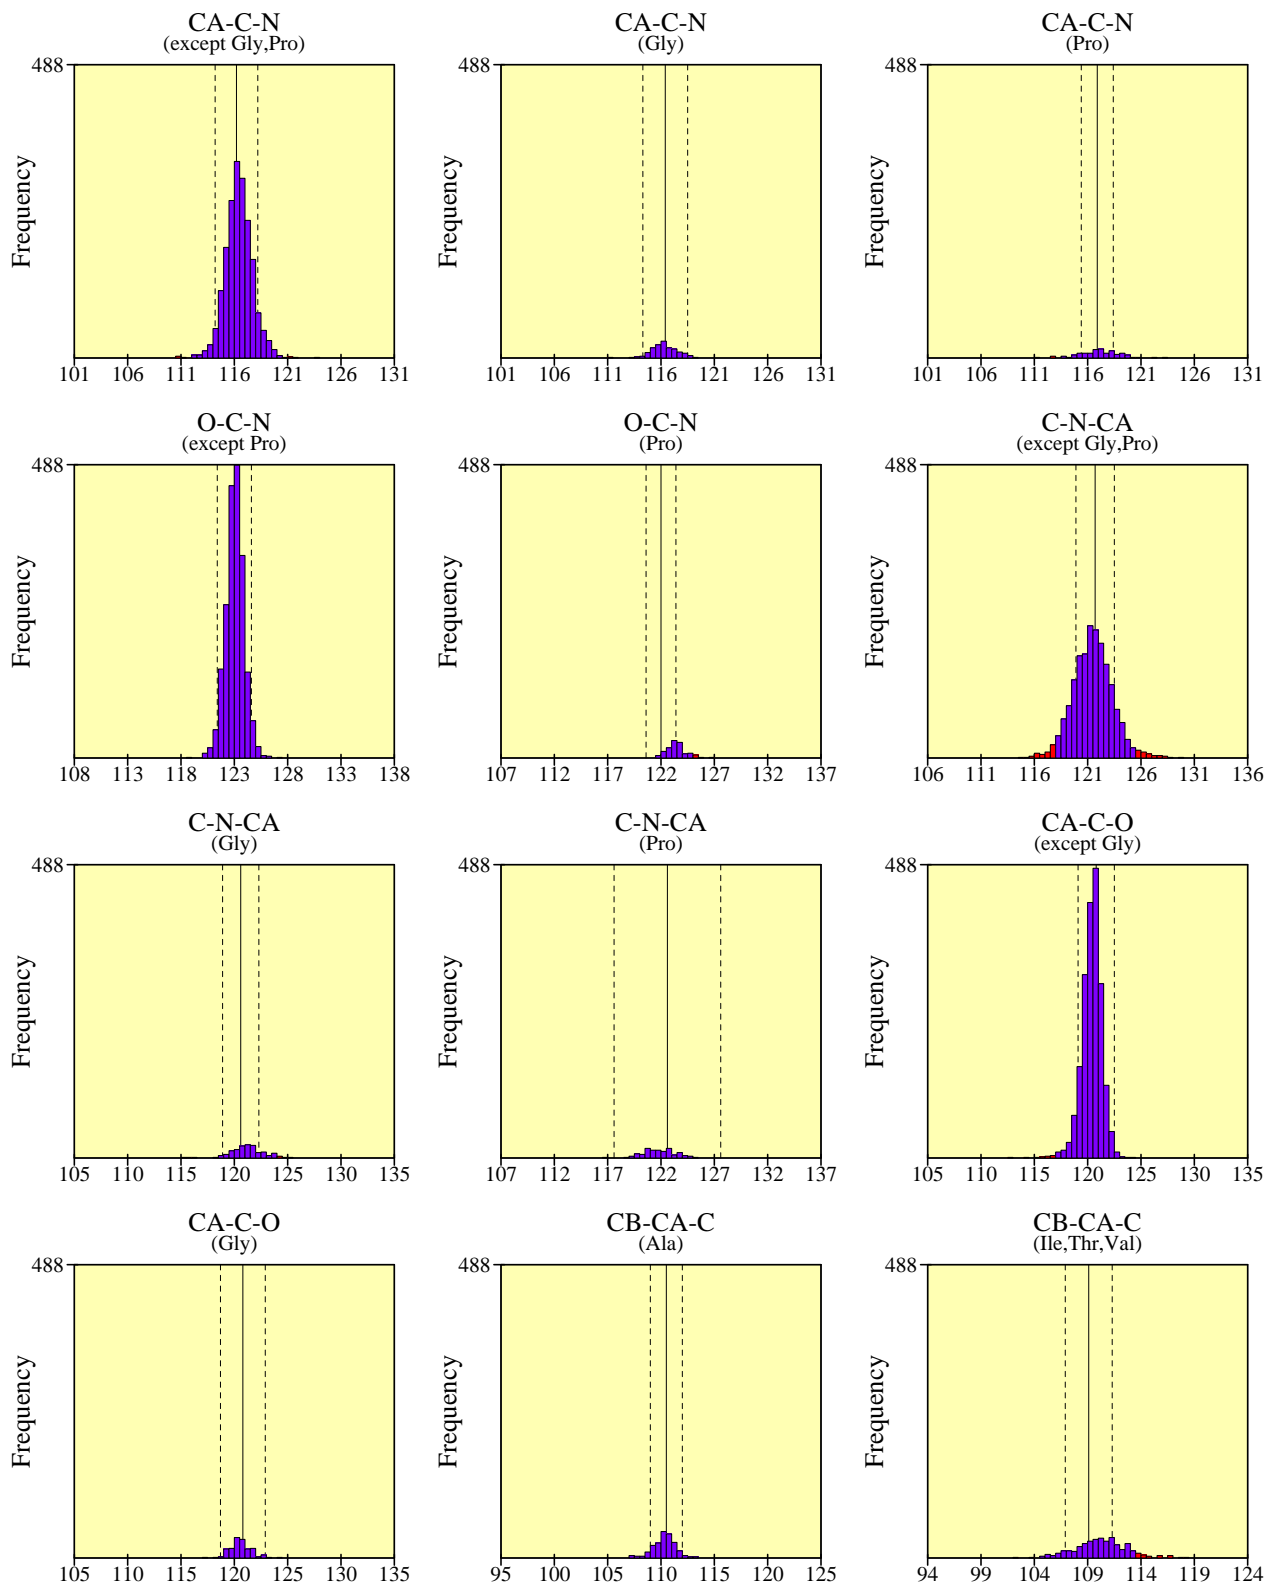 CA-C-N
(except Gly,Pro)
488
Frequency
101 106 111 116 121 126 131
CA-C-N
(Gly)
488
Frequency
101 106 111 116 121 126 131
CA-C-N
(Pro)
488
Frequency
101 106 111 116 121 126 131
O-C-N
(except Pro)
488
Frequency
108 113 118 123 128 133 138
O-C-N
(Pro)
488
Frequency
107 112 117 122 127 132 137
C-N-CA
(except Gly,Pro)
488
Frequency
106 111 116 121 126 131 136
C-N-CA
(Gly)
488
Frequency
105 110 115 120 125 130 135
C-N-CA
(Pro)
488
Frequency
107 112 117 122 127 132 137
CA-C-O
(except Gly)
488
Frequency
105 110 115 120 125 130 135
CA-C-O
(Gly)
488
Frequency
105 110 115 120 125 130 135
CB-CA-C
(Ala)
488
Frequency
95 100 105 110 115 120 125
CB-CA-C
(Ile,Thr,Val)
488
Frequency
94 99 104 109 114 119 124